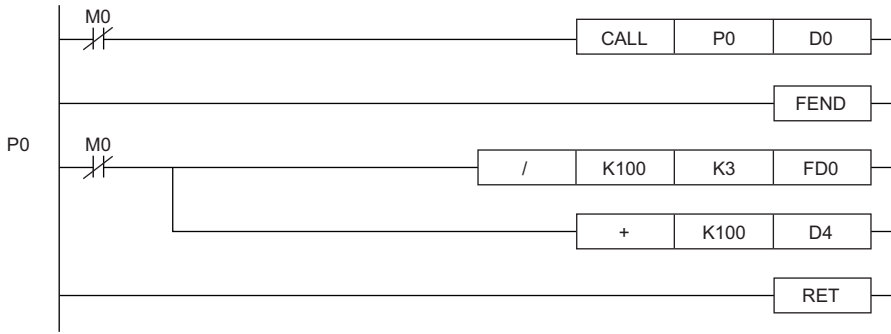 M0
CALL P0 D0
FEND
P0 M0
/ K100 K3 FD0
+ K100 D4
RET